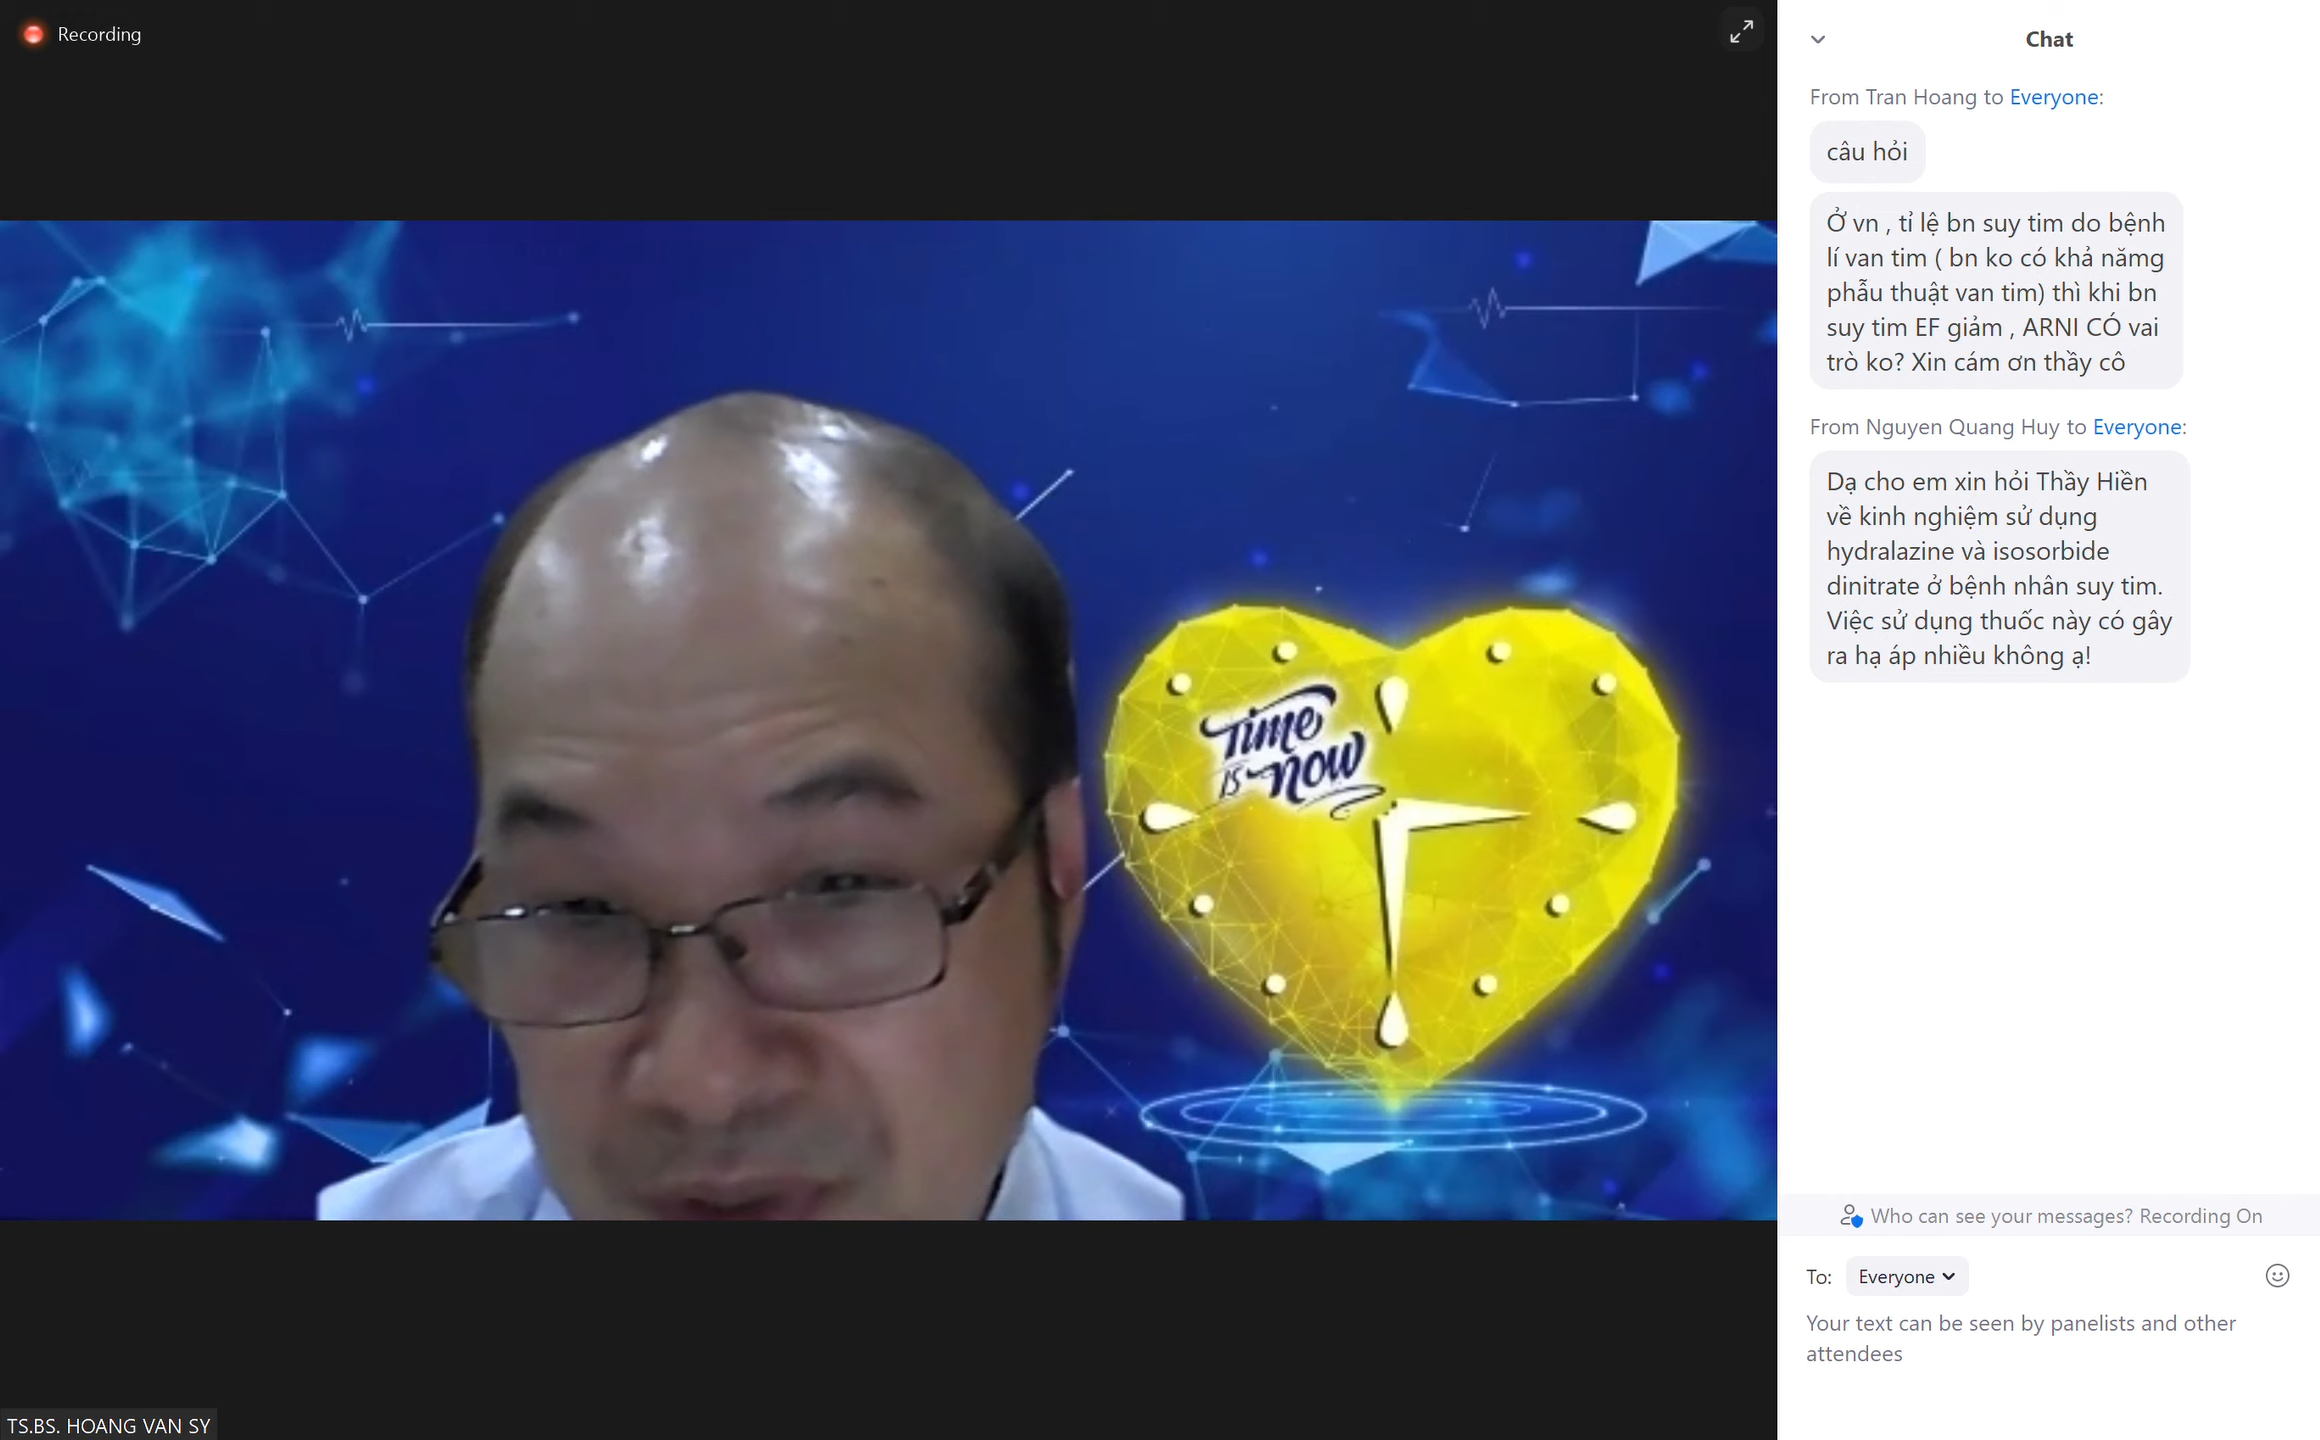 Recording
Time
is now
TS.BS. HOANG VAN SY
Chat
From Tran Hoang to Everyone:
câu hỏi
Ở vn , tỉ lệ bn suy tim do bệnh
lí van tim ( bn ko có khả nămg
phẫu thuật van tim) thì khi bn
suy tim EF giảm , ARNI CÓ vai
trò ko? Xin cám ơn thầy cô
From Nguyen Quang Huy to Everyone:
Dạ cho em xin hỏi Thầy Hiền
về kinh nghiệm sử dụng
hydralazine và isosorbide
dinitrate ở bệnh nhân suy tim.
Việc sử dụng thuốc này có gây
ra hạ áp nhiều không ạ!
Who can see your messages? Recording On
To: Everyone
Your text can be seen by panelists and other
attendees